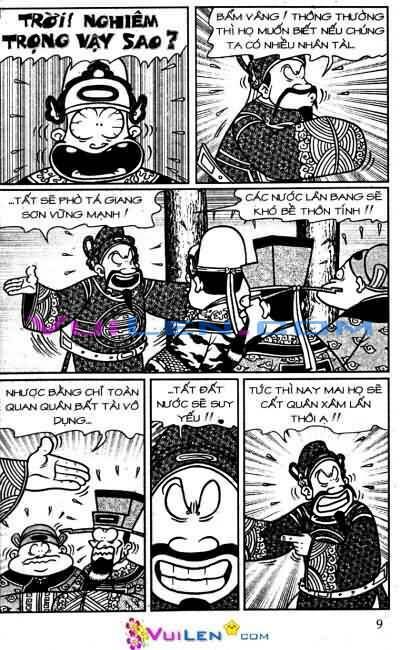 TRỜI! NGHIÊM
TRỌNG VẬY SAO?
BẨM VÂNG! THÔNG THƯỜNG
THÌ HỌ MUỐN BIẾT NẾU CHÚNG
TA CÓ NHIỀU NHÂN TÀI..
..TẤT SẼ PHÒ TÁ GIANG
SƠN VỮNG MẠNH!
CÁC NƯỚC LÂN BANG SẼ
KHÓ BỀ THÔN TÍNH!!
VUILEN.COM
NHƯỢC BẰNG CHỈ TOÀN
QUAN QUÂN BẤT TÀI VÔ
DỤNG...
..TẤT ĐẤT
NƯỚC SẼ SUY
YẾU!!
TỨC THÌ NAY MAI HỌ SẼ
CẤT QUÂN XÂM LẤN
THÔI Ạ!!
9
VUILEN.COM